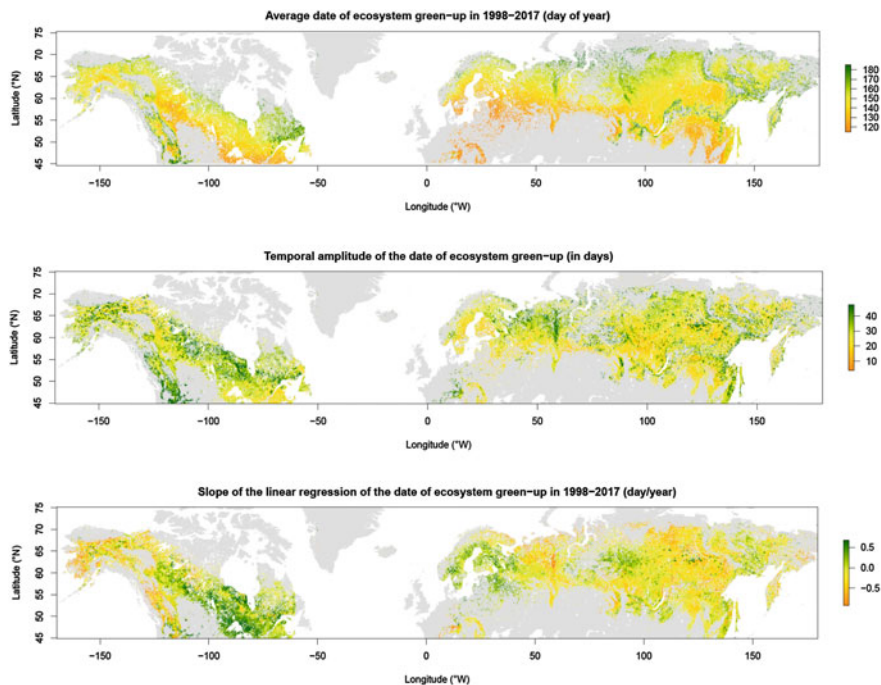 Average date of ecosystem green-up in 1998-2017 (day of year)
75
70
65
60
55
50
45
Latitude (°N)
180
170
160
150
140
130
120
-150 -100 -50 0 50 100 150
Longitude (°W)
Temporal amplitude of the date of ecosystem green-up (in days)
75
70
65
60
55
50
45
Latitude (°N)
40
30
20
10
-150 -100 -50 0 50 100 150
Longitude (°W)
Slope of the linear regression of the date of ecosystem green-up in 1998-2017 (day/year)
75
70
65
60
55
50
45
Latitude (°N)
0.5
0.0
-0.5
-150 -100 -50 0 50 100 150
Longitude (°W)